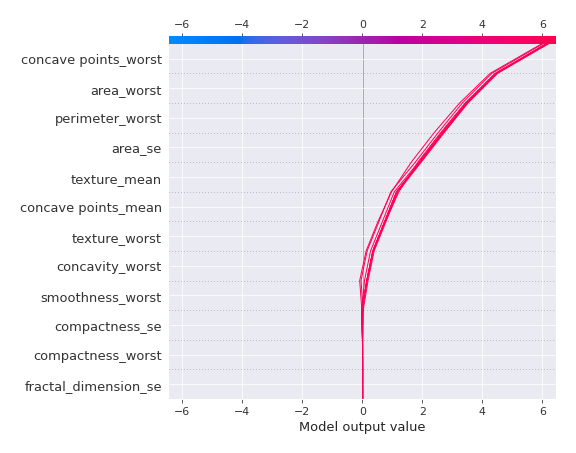 −6 −4 −2 0 2 4 6
concave points_worst
area_worst
perimeter_worst
area_se
texture_mean
concave points_mean
texture_worst
concavity_worst
smoothness_worst
compactness_se
compactness_worst
fractal_dimension_se
−6 −4 −2 0 2 4 6
Model output value